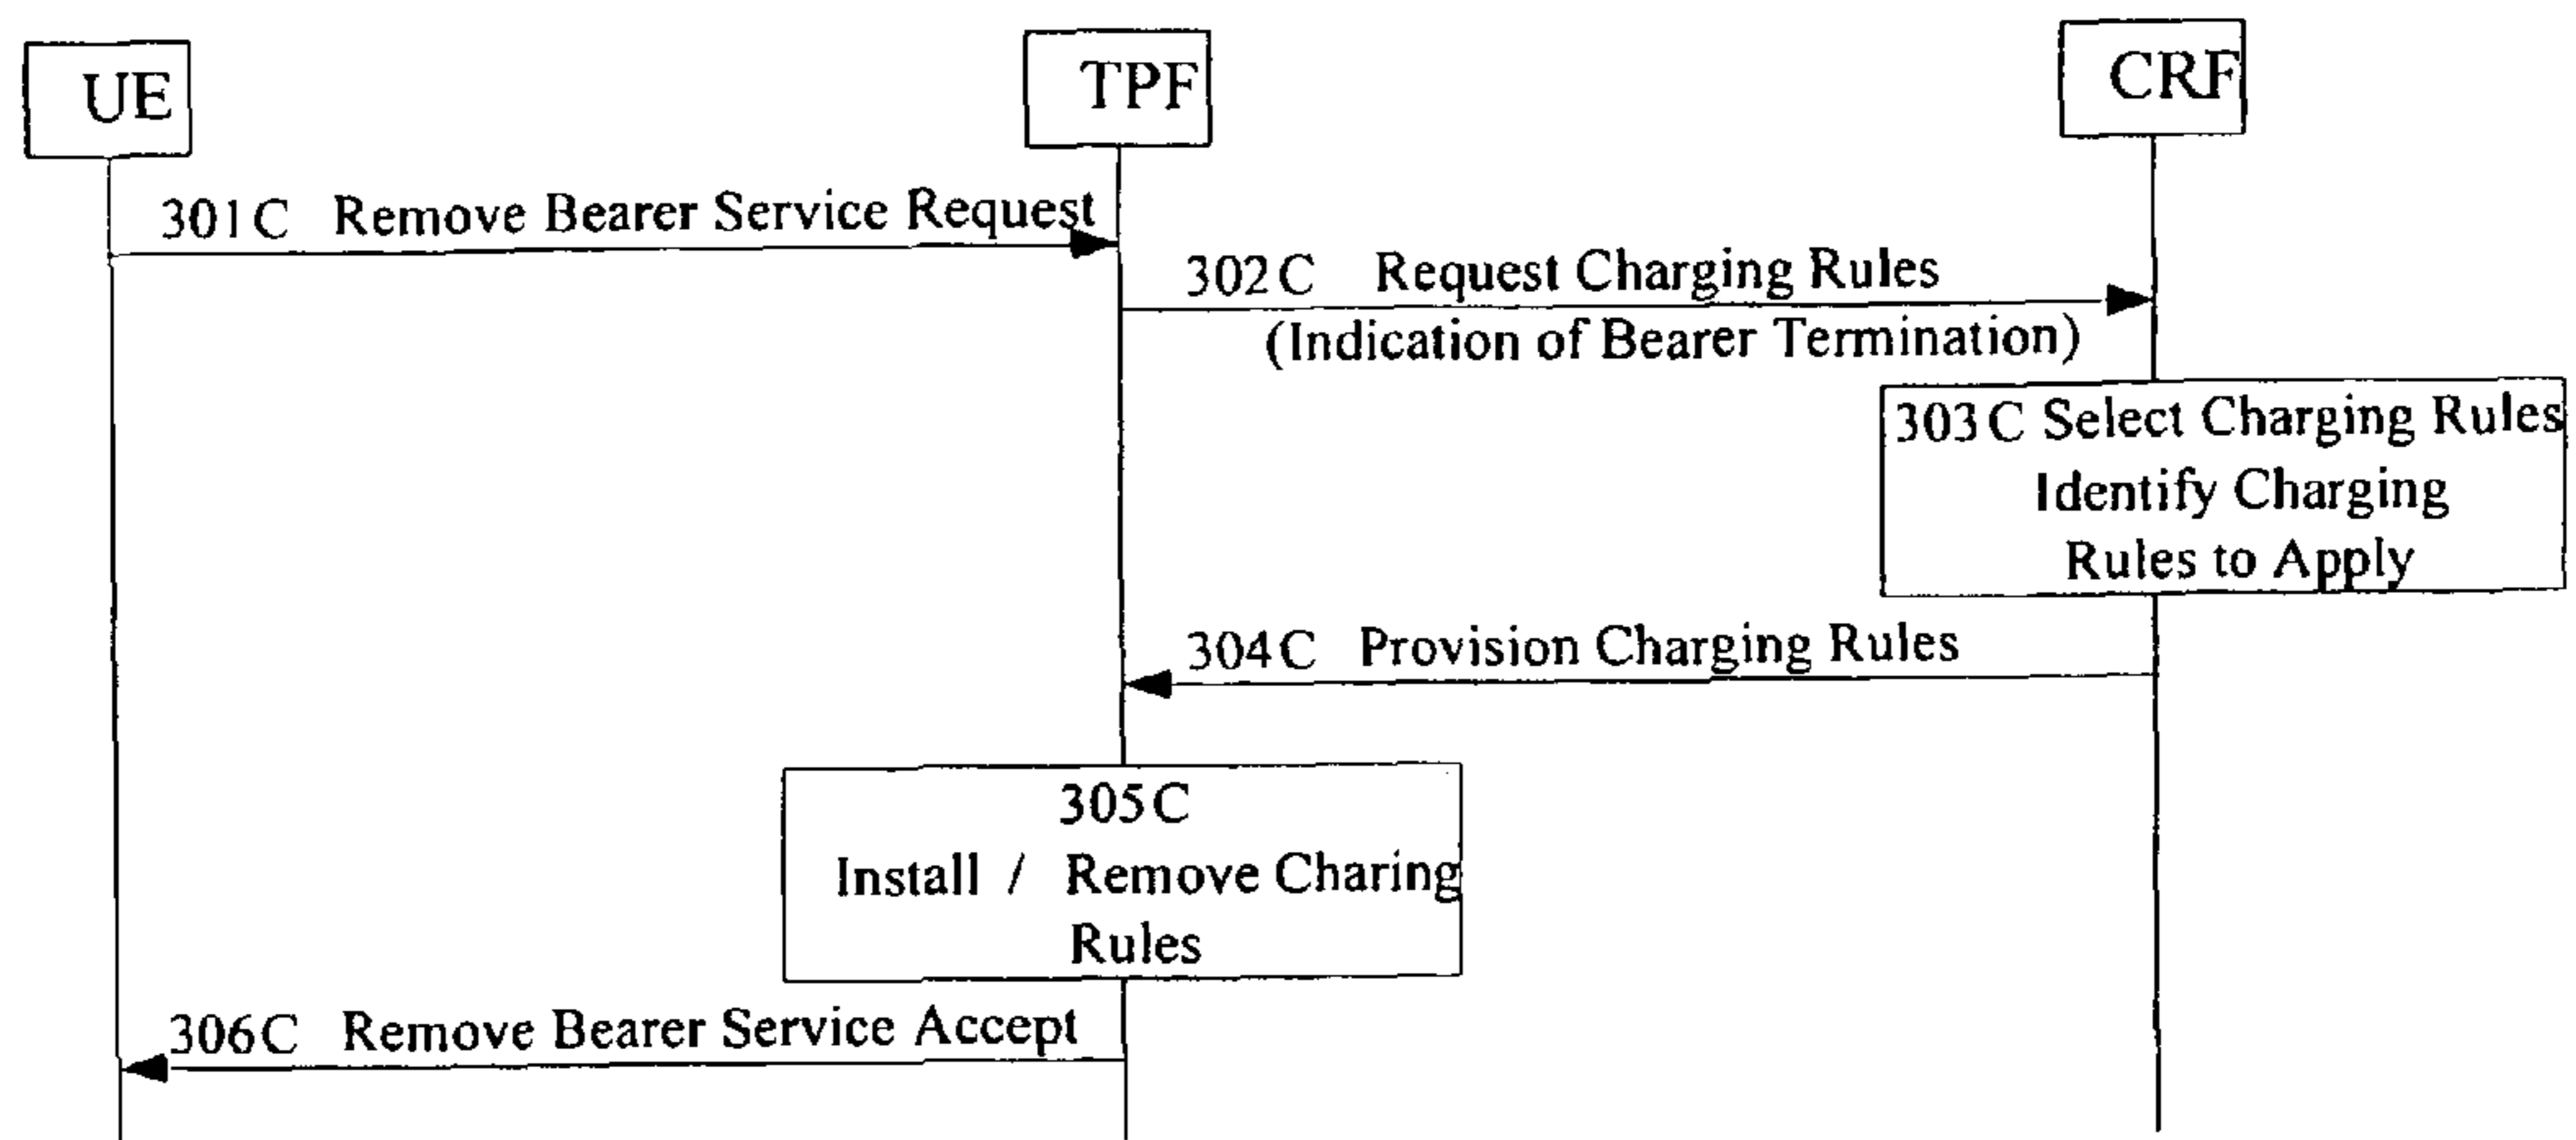 UE
TPF
CRF
301C Remove Bearer Service Request
302C Request Charging Rules
(Indication of Bearer Termination)
303C Select Charging Rules
Identify Charging
Rules to Apply
304C Provision Charging Rules
305C
Install / Remove Charing
Rules
306C Remove Bearer Service Accept